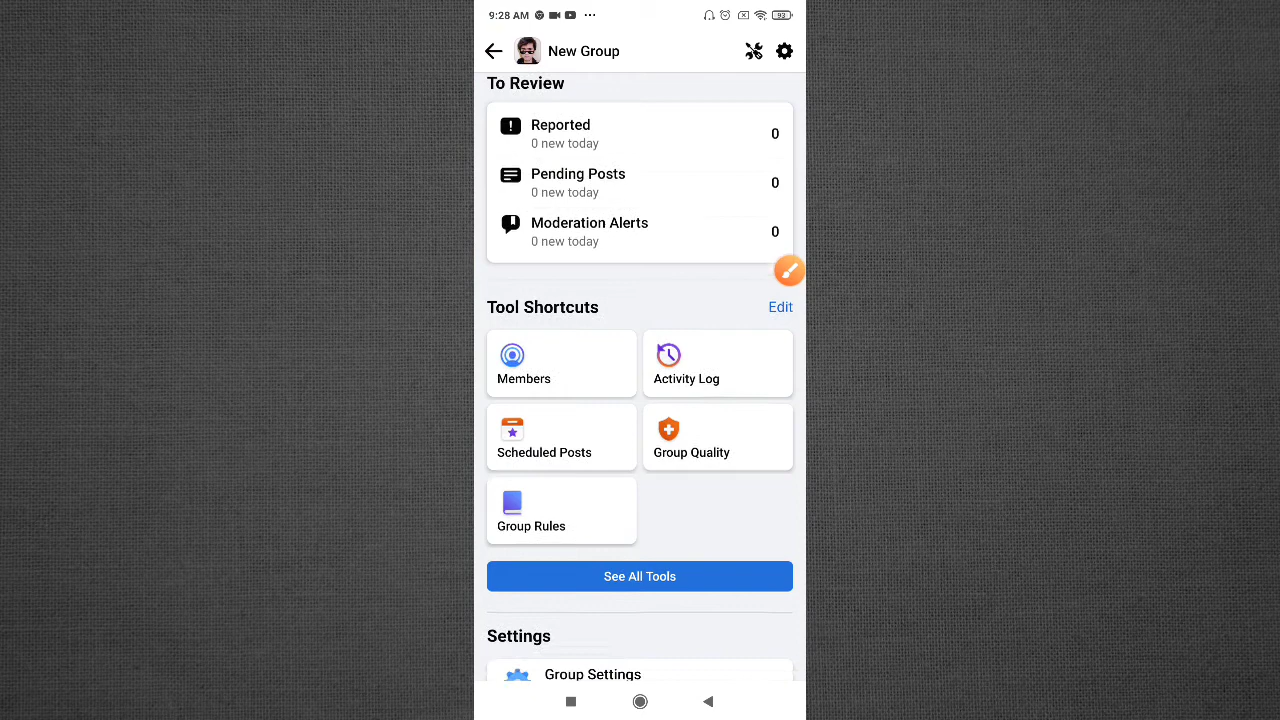 9:28 AM ... 93
New Group
To Review
Reported
0 new today
0
Pending Posts
0 new today
0
Moderation Alerts
0 new today
0
Tool Shortcuts
Edit
Members
Activity Log
Scheduled Posts
Group Quality
Group Rules
See All Tools
Settings
Group Settings